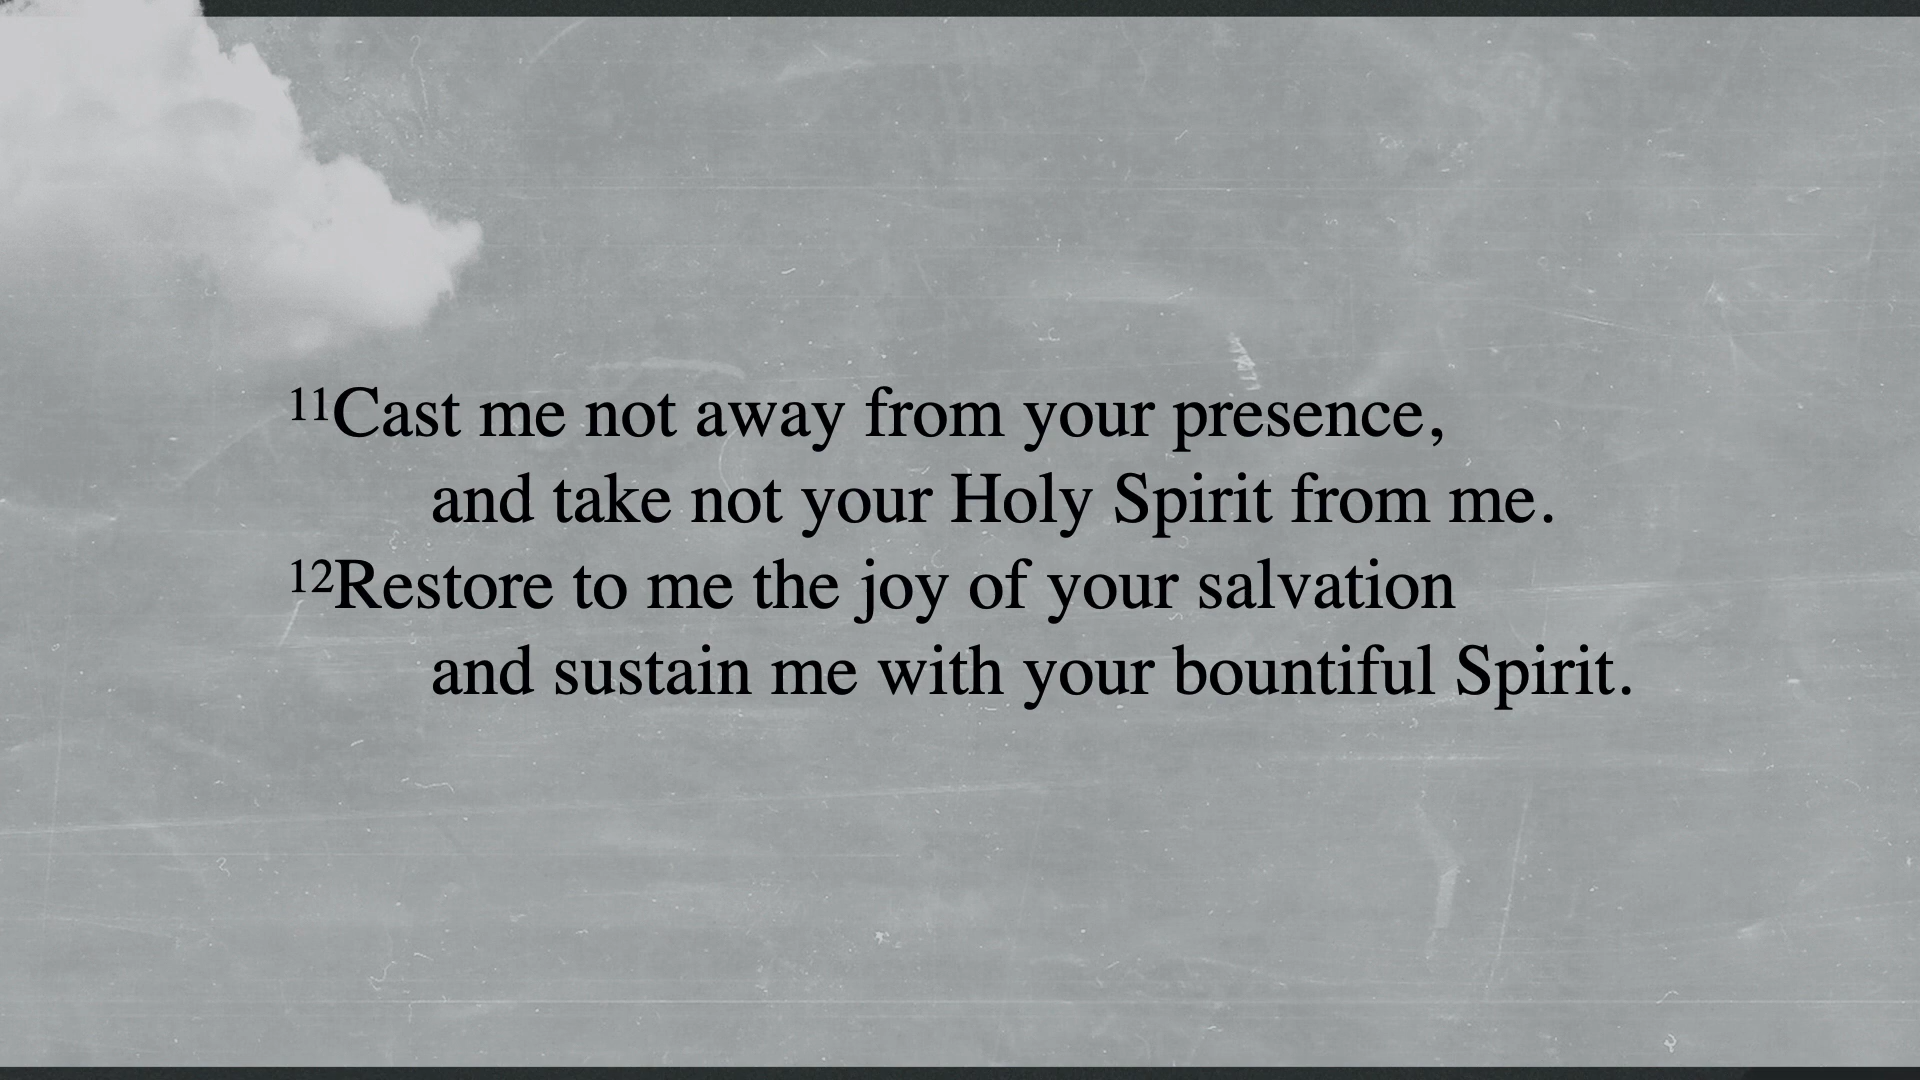 ¹¹Cast me not away from your presence,
and take not your Holy Spirit from me.
¹²Restore to me the joy of your salvation
and sustain me with your bountiful Spirit.